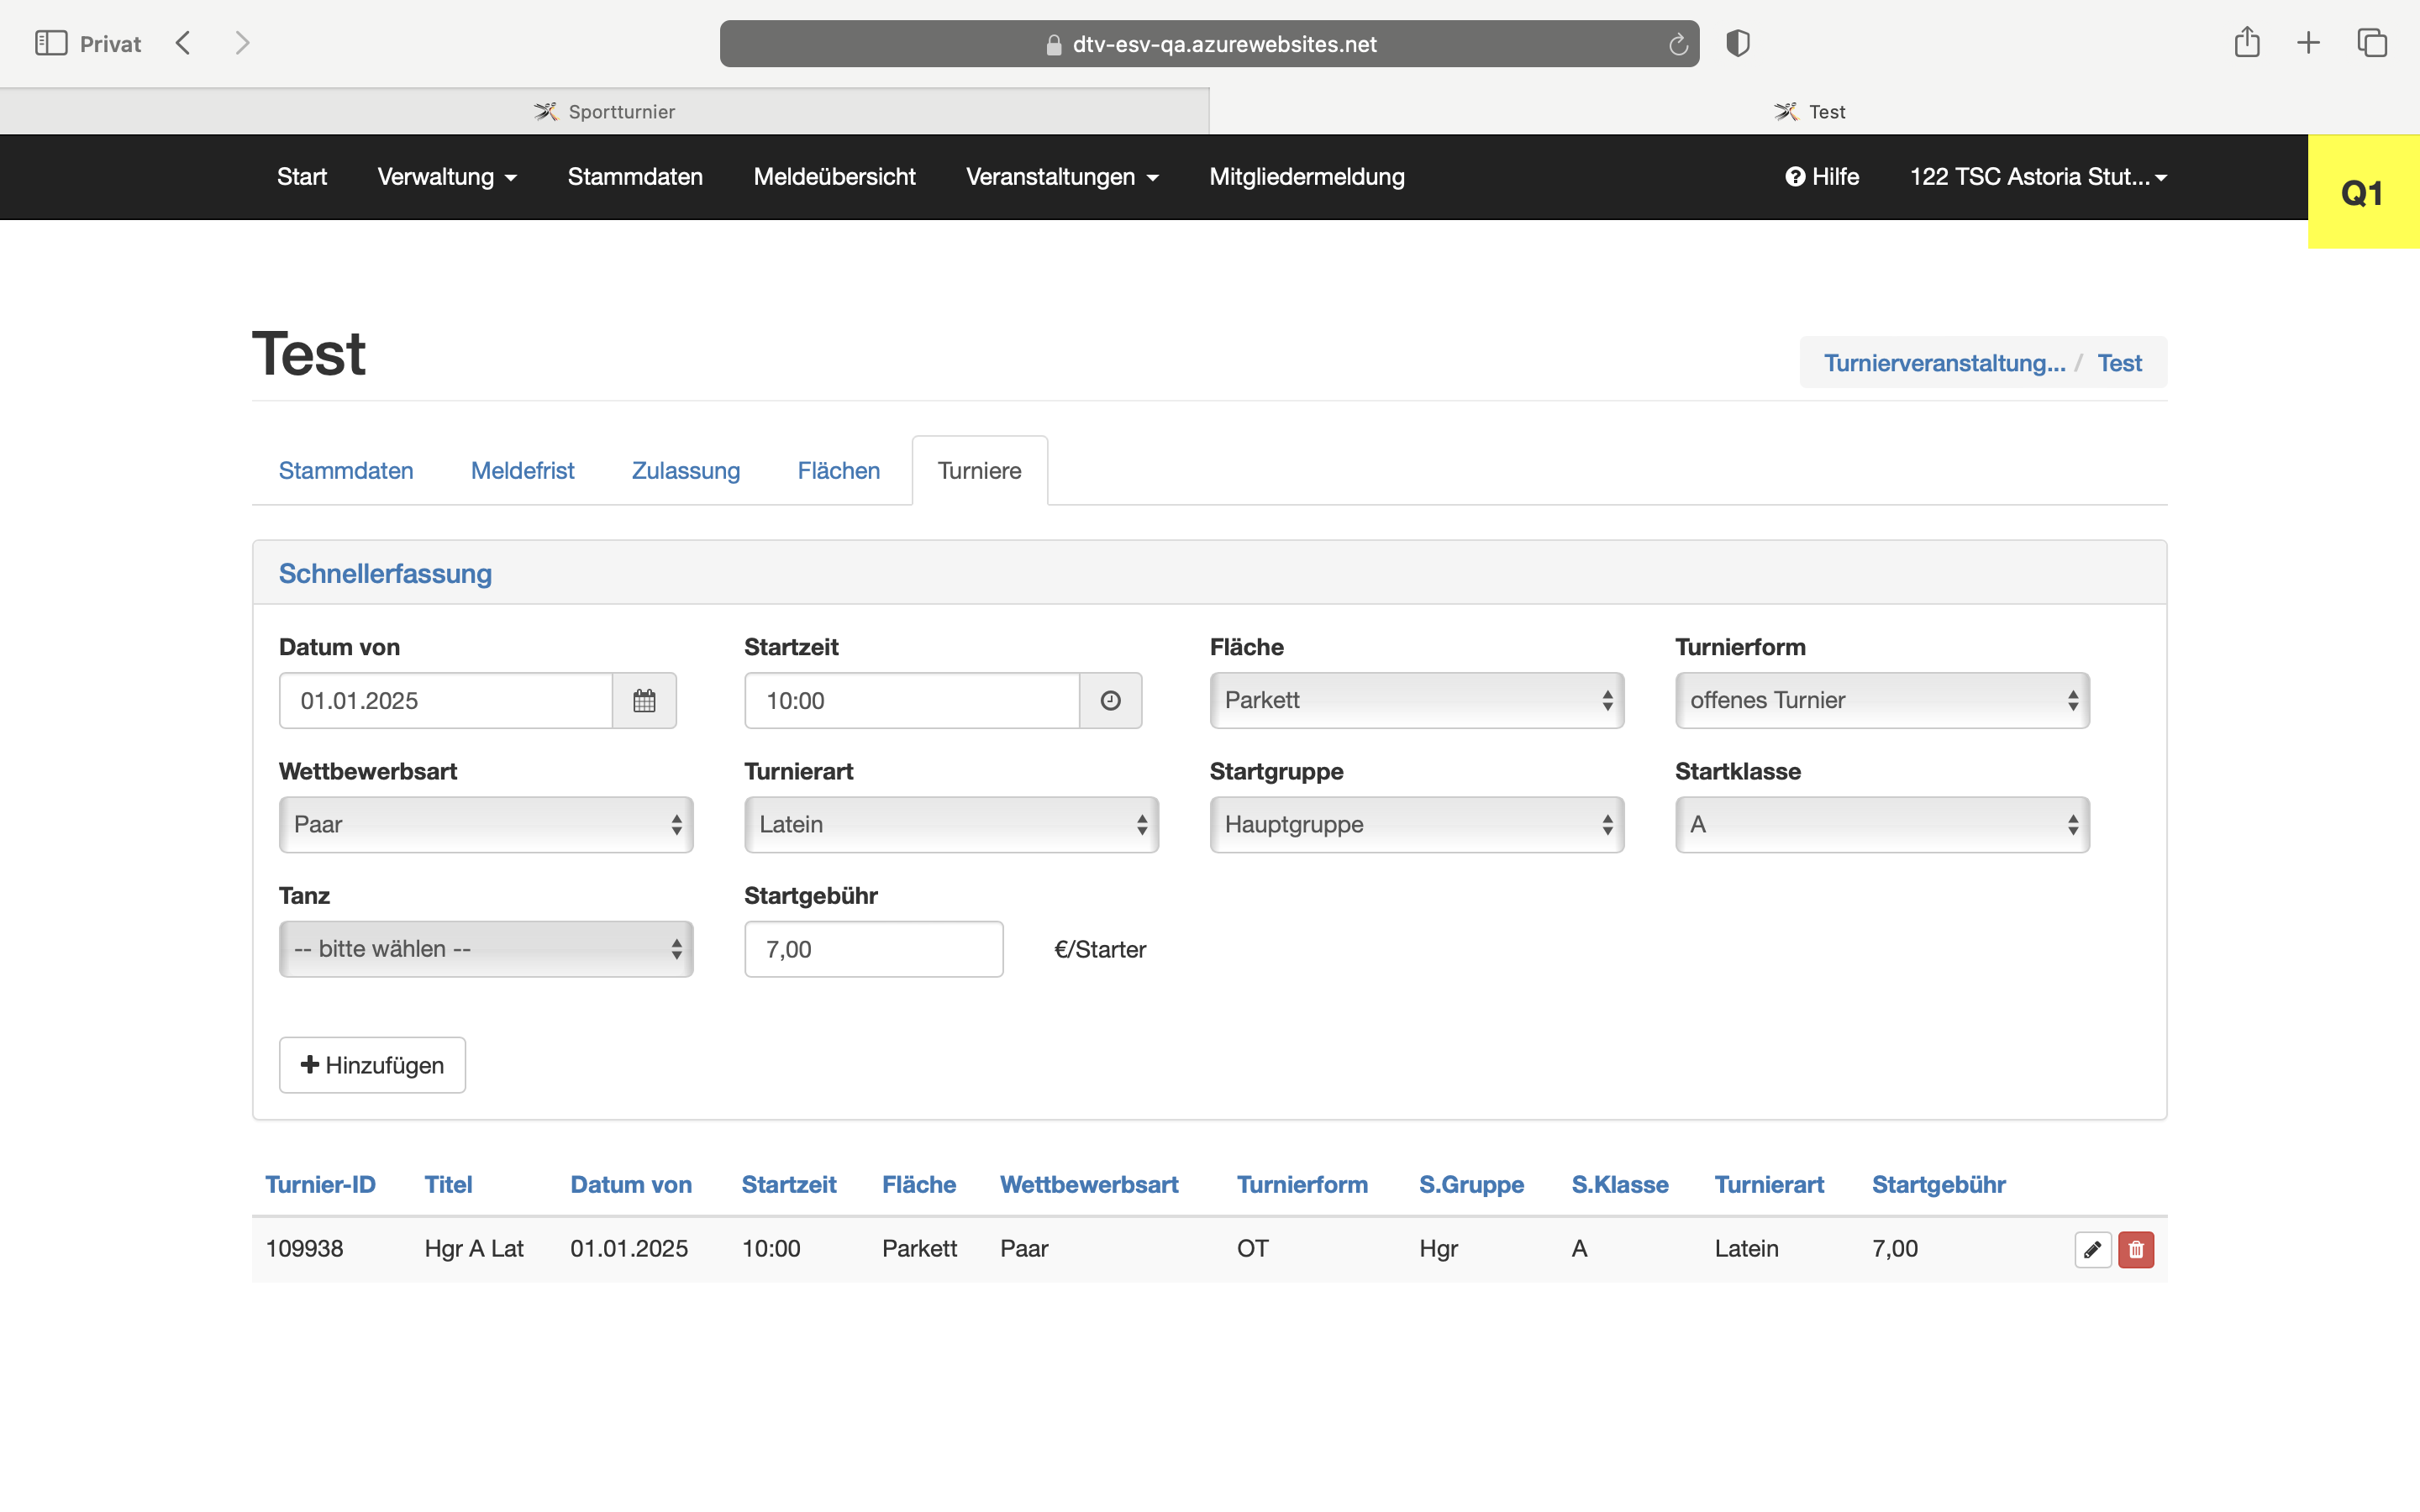 Privat
dtv-esv-qa.azurewebsites.net
Sportturnier
Test
Start Verwaltung Stammdaten Meldeübersicht Veranstaltungen Mitgliedermeldung Hilfe 122 TSC Astoria Stut...
Q1
Test
Turnierveranstaltung... / Test
Stammdaten Meldefrist Zulassung Flächen Turniere
Schnellerfassung
Datum von Startzeit Fläche Turnierform
01.01.2025 10:00 Parkett offenes Turnier
Wettbewerbsart Turnierart Startgruppe Startklasse
Paar Latein Hauptgruppe A
Tanz Startgebühr
-- bitte wählen -- 7,00 €/Starter
Hinzufügen
Turnier-ID Titel Datum von Startzeit Fläche Wettbewerbsart Turnierform S.Gruppe S.Klasse Turnierart Startgebühr
109938 Hgr A Lat 01.01.2025 10:00 Parkett Paar OT Hgr A Latein 7,00